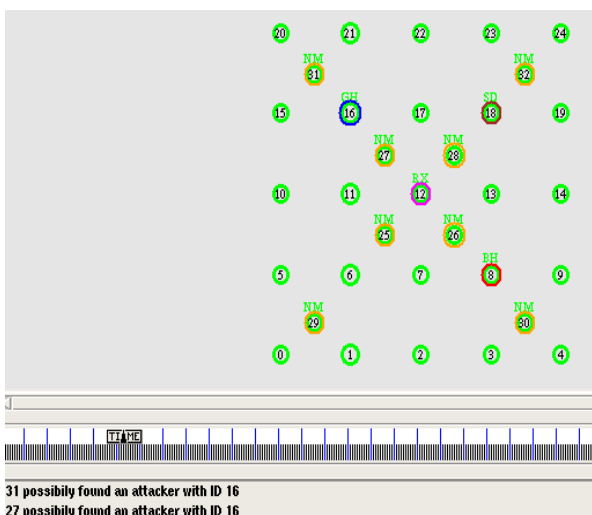 20 21 22 23 24
NM NM
31 32
GH SD
15 16 17 18 19
NM NM
27 28
RX
10 11 12 13 14
NM NM
25 26
BH
5 6 7 8 9
NM NM
29 30
0 1 2 3 4
TIME
31 possibily found an attacker with ID 16
27 possibily found an attacker with ID 16